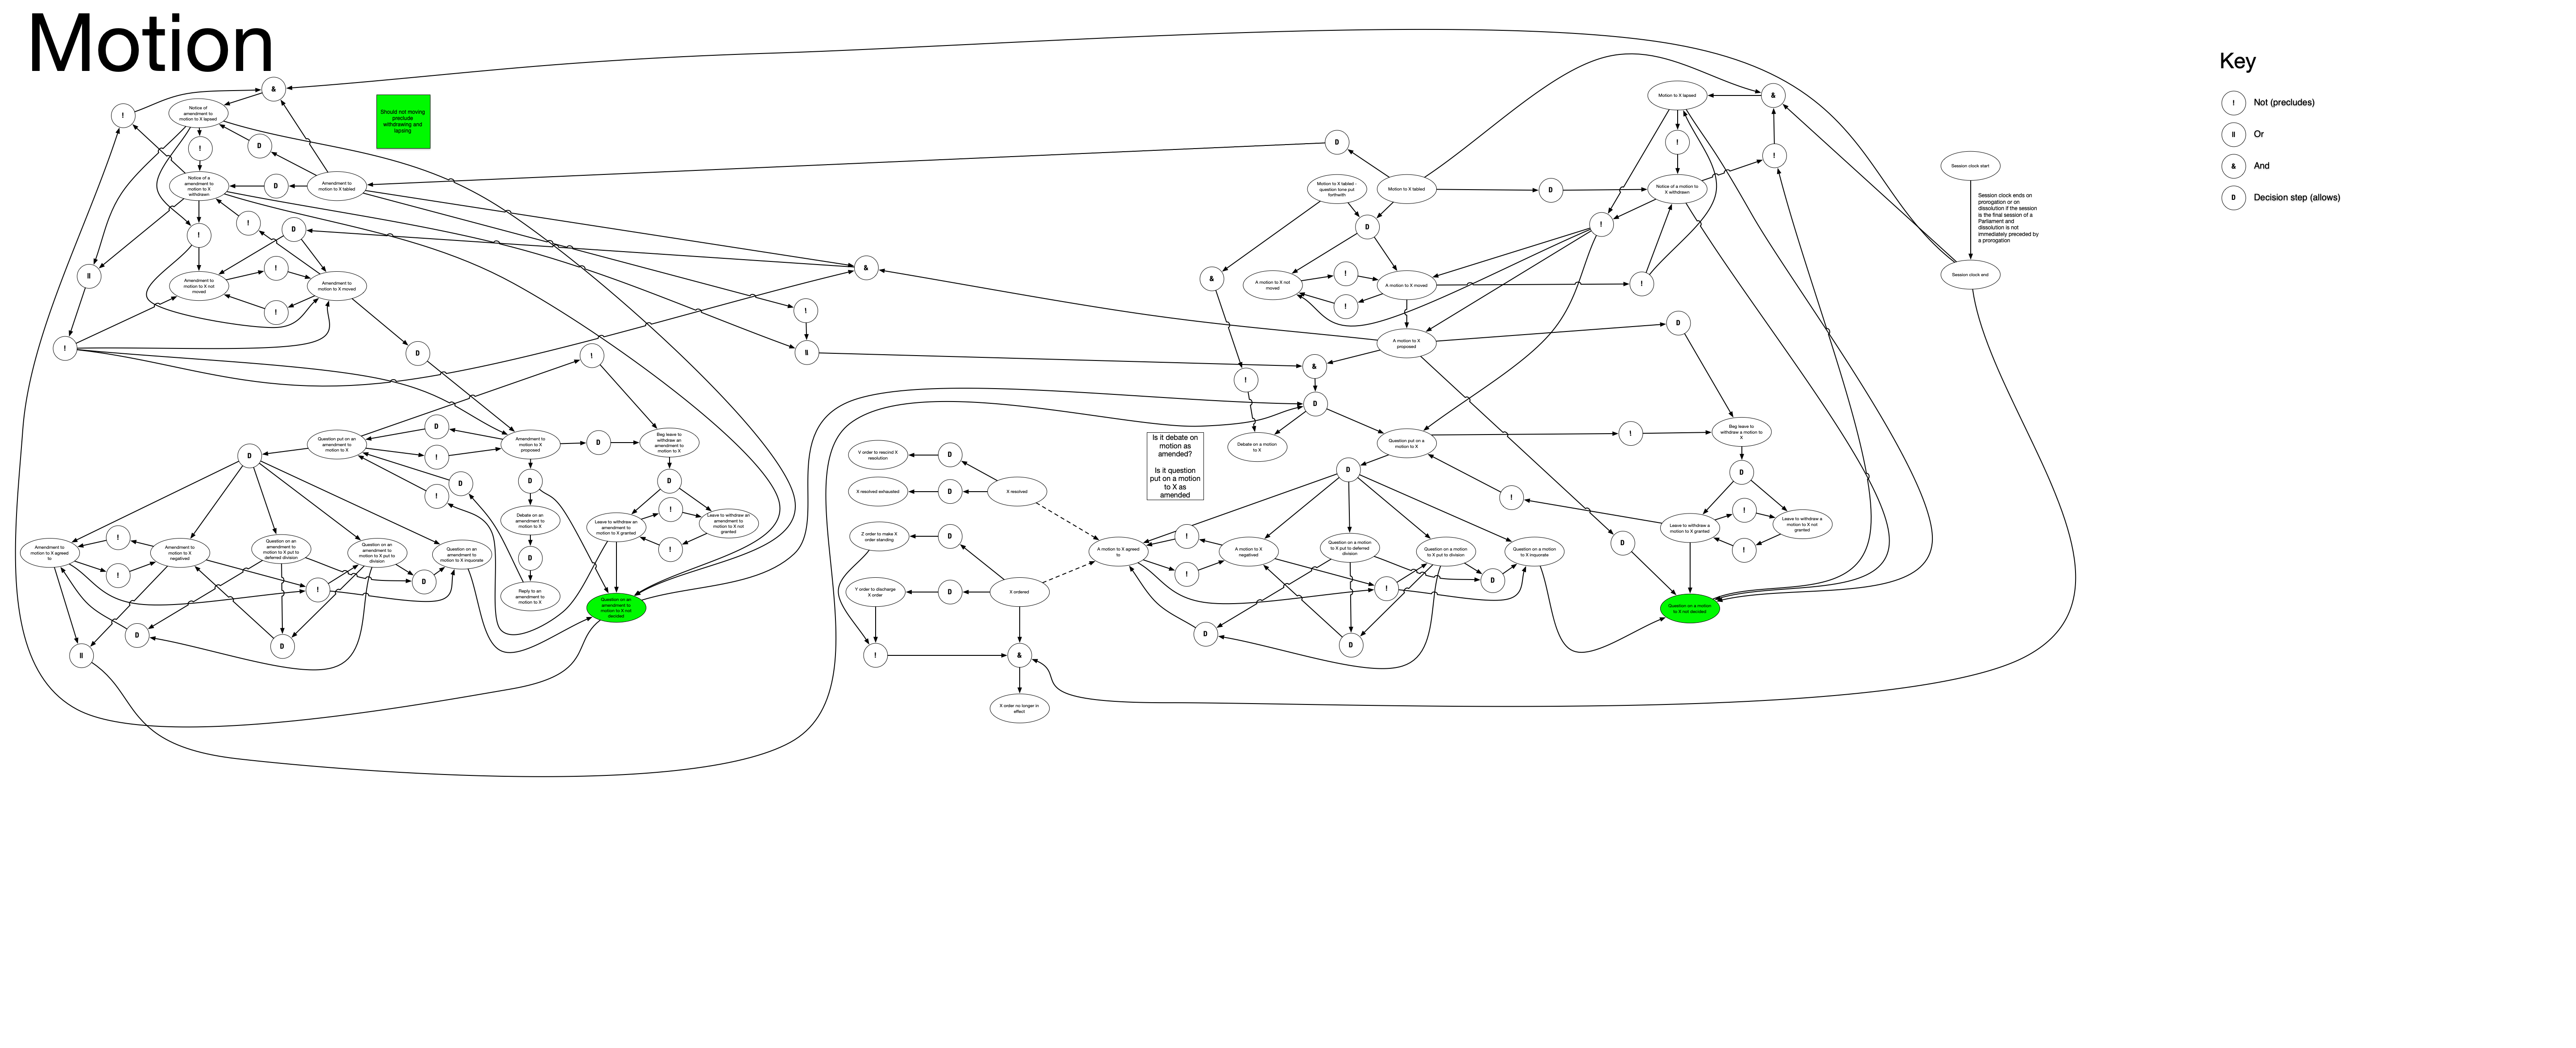 Motion
Key
! Not (precludes)
II Or
& And
D Decision step (allows)
Should not moving
preclude
withdrawing and
lapsing
Notice of
amendment to
motion to X lapsed
Notice of a
amendment to
motion to X
withdrawn
Amendment to
motion to X tabled
Amendment to
motion to X not
moved
Amendment to
motion to X moved
Question put on an
amendment to
motion to X
Amendment to
motion to X
proposed
Beg leave to
withdraw an
amendment to
motion to X
Debate on an
amendment to
motion to X
Reply to an
amendment to
motion to X
Leave to withdraw an
amendment to
motion to X granted
Leave to withdraw an
amendment to
motion to X not
granted
Amendment to
motion to X agreed
to
Amendment to
motion to X
negatived
Question on an
amendment to
motion to X put to
deferred division
Question on an
amendment to
motion to X put to
division
Question on an
amendment to
motion to X inquorate
Question on an
amendment to
motion to X not
decided
Motion to X tabled -
question tone put
forthwith
Motion to X tabled
Motion to X lapsed
Notice of a motion to
X withdrawn
A motion to X not
moved
A motion to X moved
A motion to X
proposed
Session clock start
Session clock ends on
prorogation or on
dissolution if the session
is the final session of a
Parliament and
dissolution is not
immediately preceded by
a prorogation
Session clock end
Debate on a motion
to X
Question put on a
motion to X
Beg leave to
withdraw a motion to
X
Is it debate on
motion as
amended?
Is it question
put on a motion
to X as
amended
V order to rescind X
resolution
X resolved exhausted
X resolved
Z order to make X
order standing
Y order to discharge
X order
X ordered
X order no longer in
effect
A motion to X agreed
to
A motion to X
negatived
Question on a motion
to X put to deferred
division
Question on a motion
to X put to division
Question on a motion
to X inquorate
Leave to withdraw a
motion to X granted
Leave to withdraw a
motion to X not
granted
Question on a motion
to X not decided